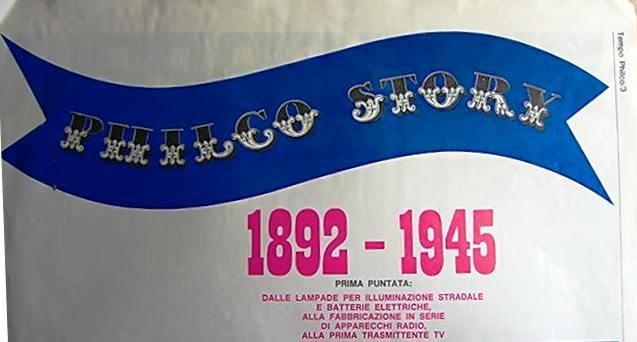 PHILCO STORY
Tempo Philco/3
1892 - 1945
PRIMA PUNTATA:
DALLE LAMPADE PER ILLUMINAZIONE STRADALE
E BATTERIE ELETTRICHE,
ALLA FABBRICAZIONE IN SERIE
DI APPARECCHI RADIO,
ALLA PRIMA TRASMITTENTE TV